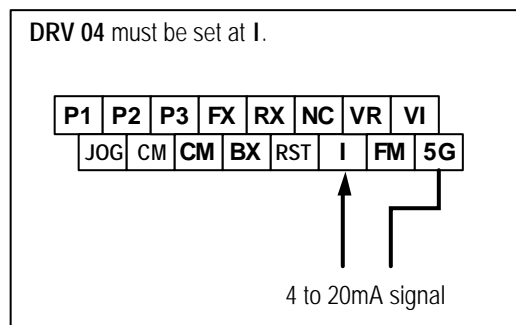 DRV 04 must be set at I.
P1 P2 P3 FX RX NC VR VI
JOG CM CM BX RST I FM 5G
4 to 20mA signal